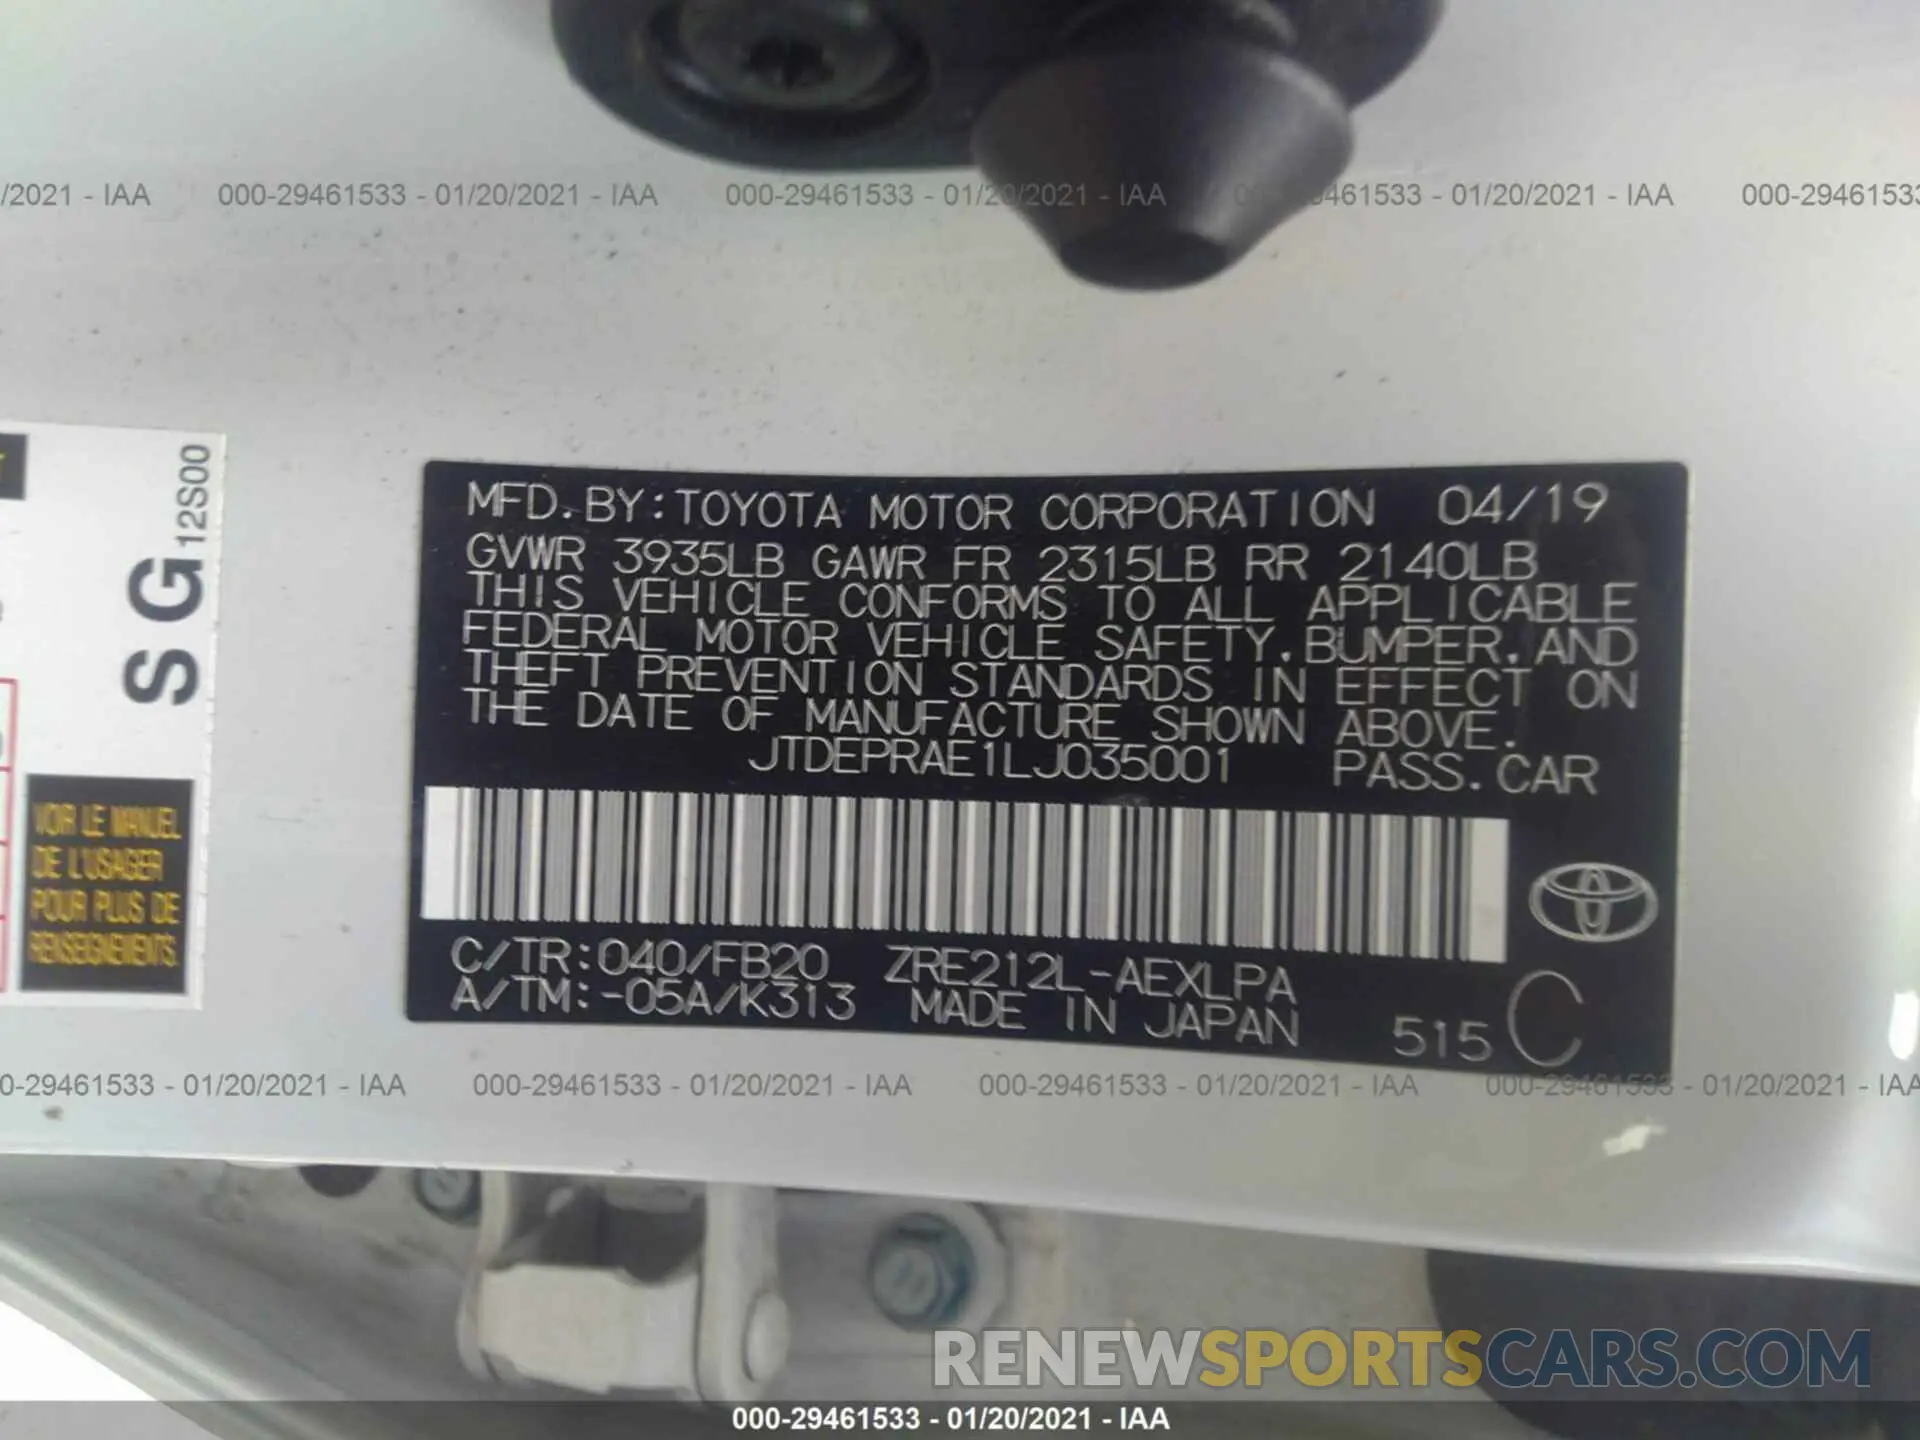 /2021 - IAA 000-29461533 - 01/20/2021 - IAA 000-29461533 - 01/20/2021 - IAA 461533 - 01/20/2021 - IAA 000-29461533
S G 12S00
VOIR LE MANUEL
DE L'USAGER
POUR PLUS DE
RENSEIGNEMENTS.
MFD. BY: TOYOTA MOTOR CORPORATION 04/19
GVWR 3935LB GAWR FR 2315LB RR 2140LB
THIS VEHICLE CONFORMS TO ALL APPLICABLE
FEDERAL MOTOR VEHICLE SAFETY. BUMPER. AND
THEFT PREVENTION STANDARDS IN EFFECT ON
THE DATE OF MANUFACTURE SHOWN ABOVE.
JTDEPRAE1LJ035001 PASS. CAR
C/TR: 040/FB20 ZRE212L-AEXLPA
A/TM: -05A/K313 MADE IN JAPAN 515 C
0-29461533 - 01/20/2021 - IAA 000-29461533 - 01/20/2021 - IAA 000-29461533 - 01/20/2021 - IAA 000-29461533 - 01/20/2021 - IAA
RENEWSPORTSCARS.COM
000-29461533 - 01/20/2021 - IAA